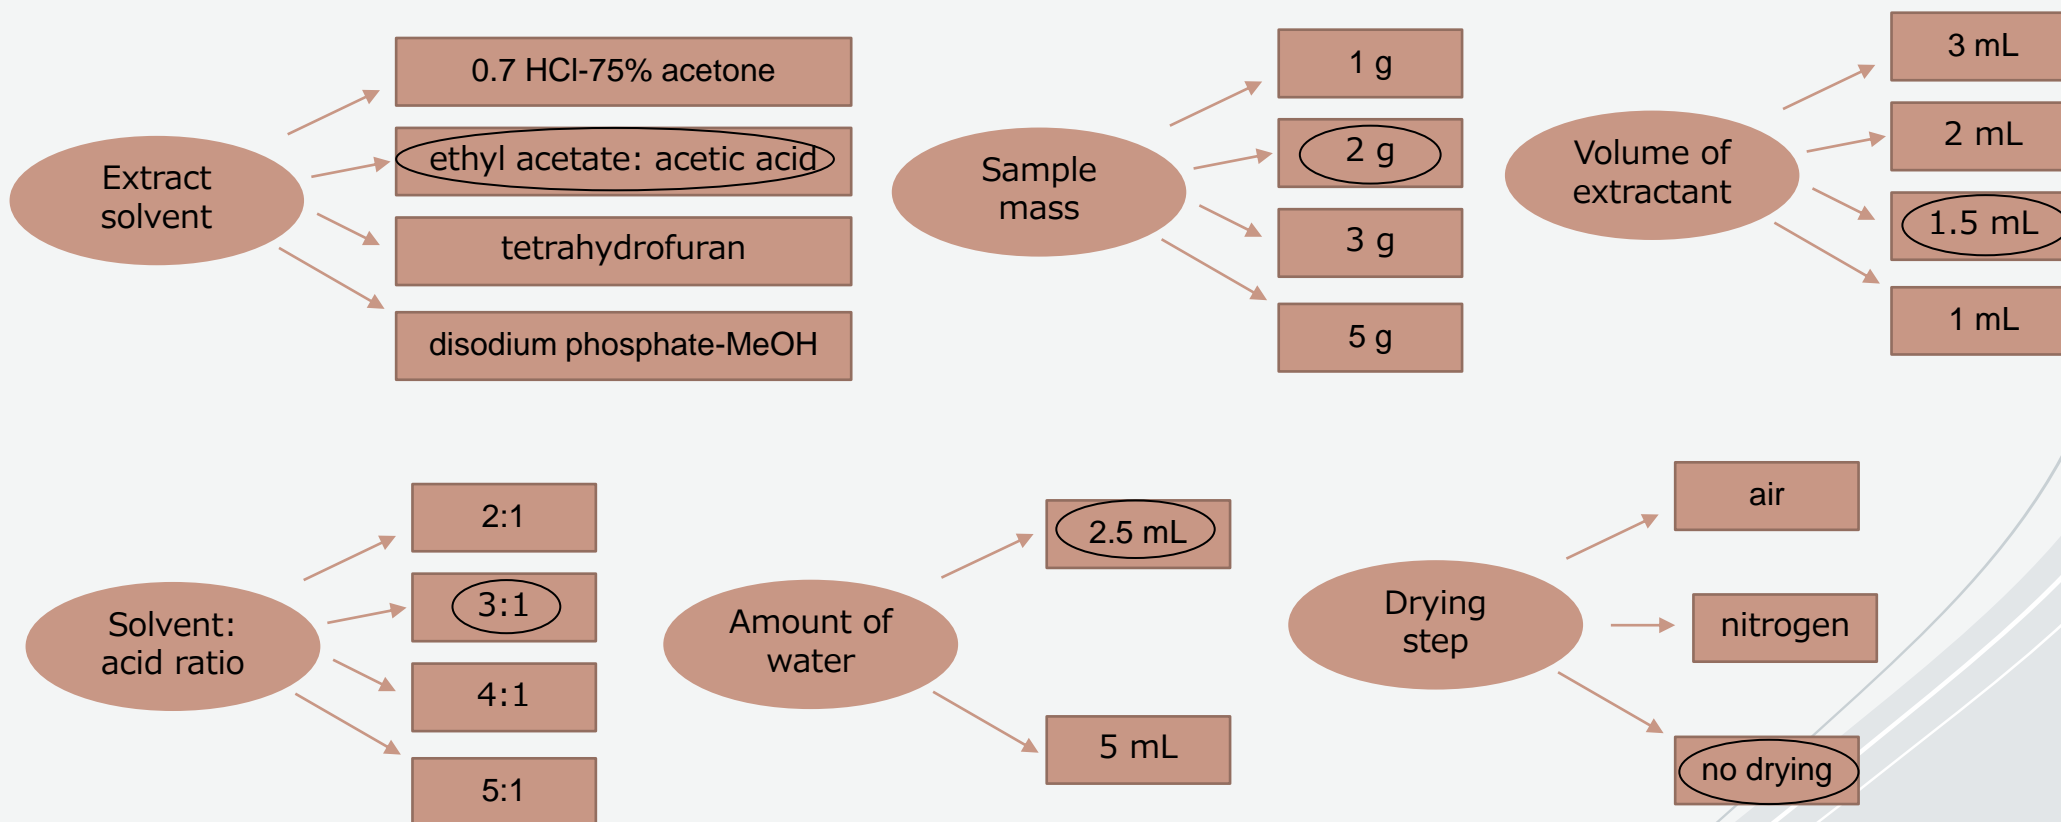 Extract
solvent
0.7 HCl-75% acetone
ethyl acetate: acetic acid
tetrahydrofuran
disodium phosphate-MeOH
Sample
mass
1 g
2 g
3 g
5 g
Volume of
extractant
3 mL
2 mL
1.5 mL
1 mL
Solvent:
acid ratio
2:1
3:1
4:1
5:1
Amount of
water
2.5 mL
5 mL
Drying
step
air
nitrogen
no drying